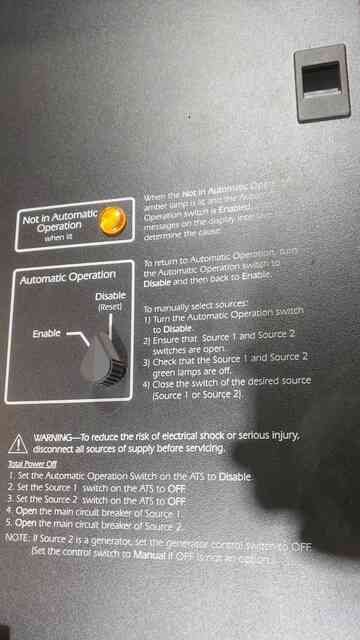 Not in Automatic
Operation
when lit
When the Not in Automatic
amber lamp is lit, and the
Operation switch is Enabled,
messages on the display
determine the cause.
To return to Automatic Operation, turn
the Automatic Operation switch to
Disable and then back to Enable.
Automatic Operation
Disable
(Reset)
Enable
To manually select sources:
1) Turn the Automatic Operation switch
to Disable.
2) Ensure that Source 1 and Source 2
switches are open.
3) Check that the Source 1 and Source 2
green lamps are off.
4) Close the switch of the desired source
(Source 1 or Source 2).
WARNING—To reduce the risk of electrical shock or serious injury,
disconnect all sources of supply before servicing.
Total Power Off
1. Set the Automatic Operation Switch on the ATS to Disable.
2. Set the Source 1 switch on the ATS to OFF.
3. Set the Source 2 switch on the ATS to OFF.
4. Open the main circuit breaker of Source 1.
5. Open the main circuit breaker of Source 2.
NOTE: If Source 2 is a generator, set the generator control switch to OFF.
(Set the control switch to Manual if OFF is not an option.